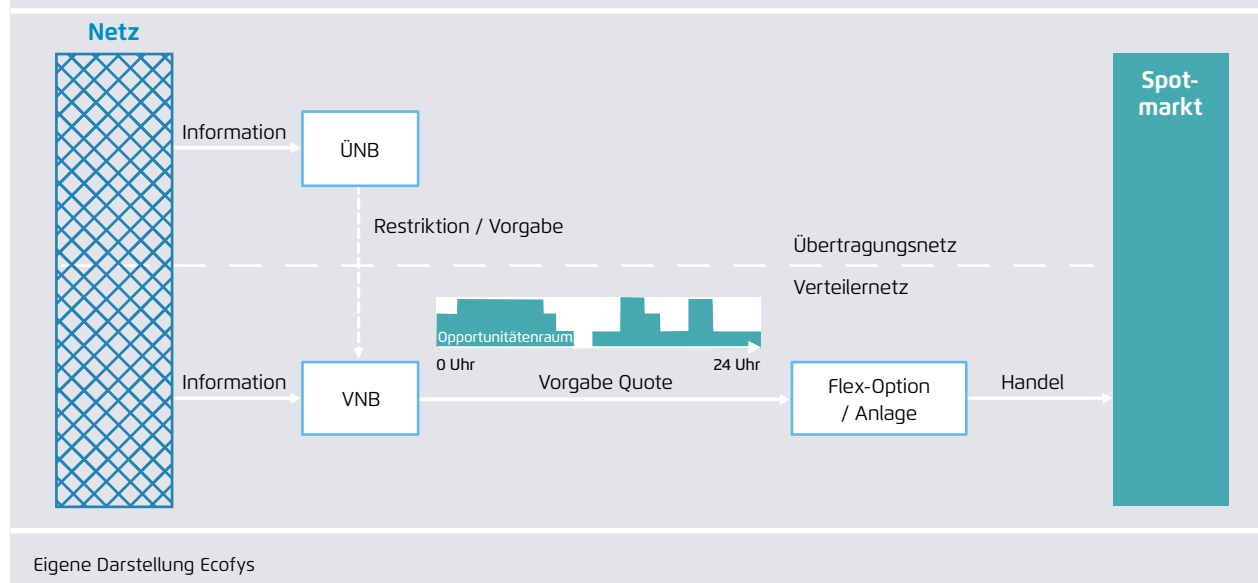 Netz
Spot-
markt
Information
ÜNB
Restriktion / Vorgabe
Übertragungsnetz
Verteilernetz
Opportunitätenraum
0 Uhr
24 Uhr
Information
VNB
Vorgabe Quote
Flex-Option
/ Anlage
Handel
Eigene Darstellung Ecofys